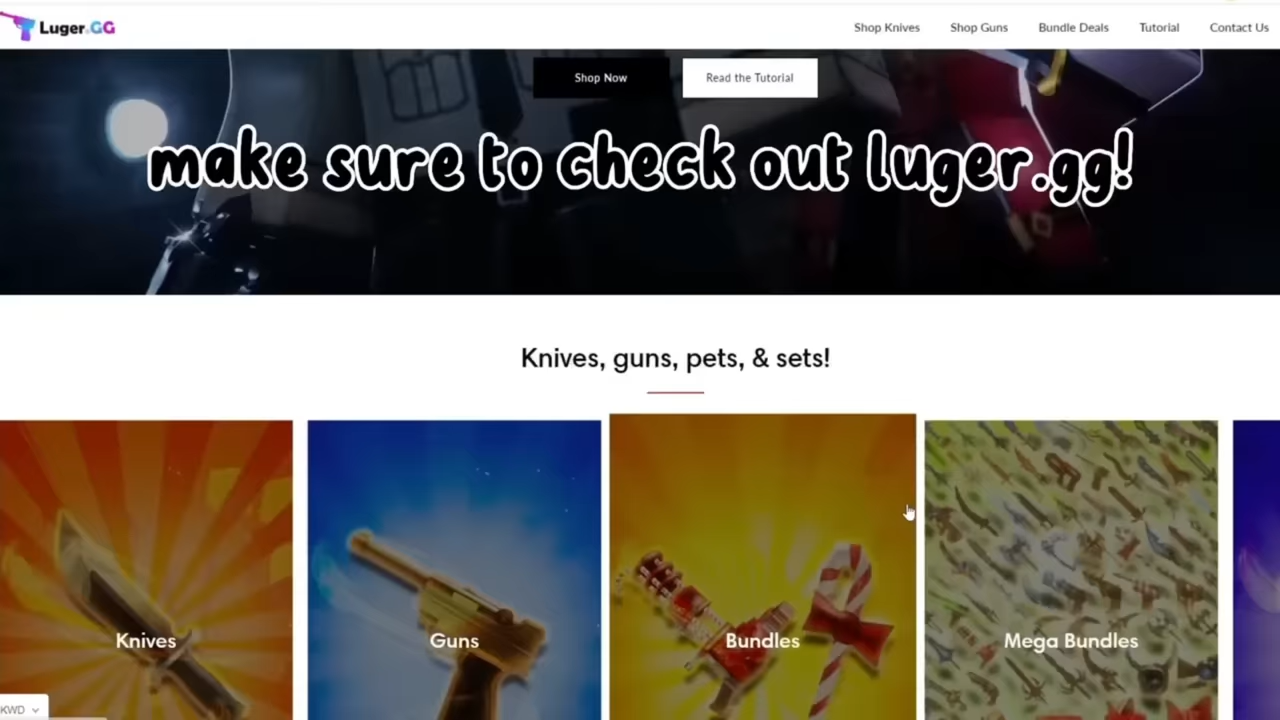 Luger.GG
Shop Knives
Shop Guns
Bundle Deals
Tutorial
Contact Us
Shop Now
Read the Tutorial
make sure to check out luger.gg!
Knives, guns, pets, & sets!
Knives
Guns
Bundles
Mega Bundles
KWD